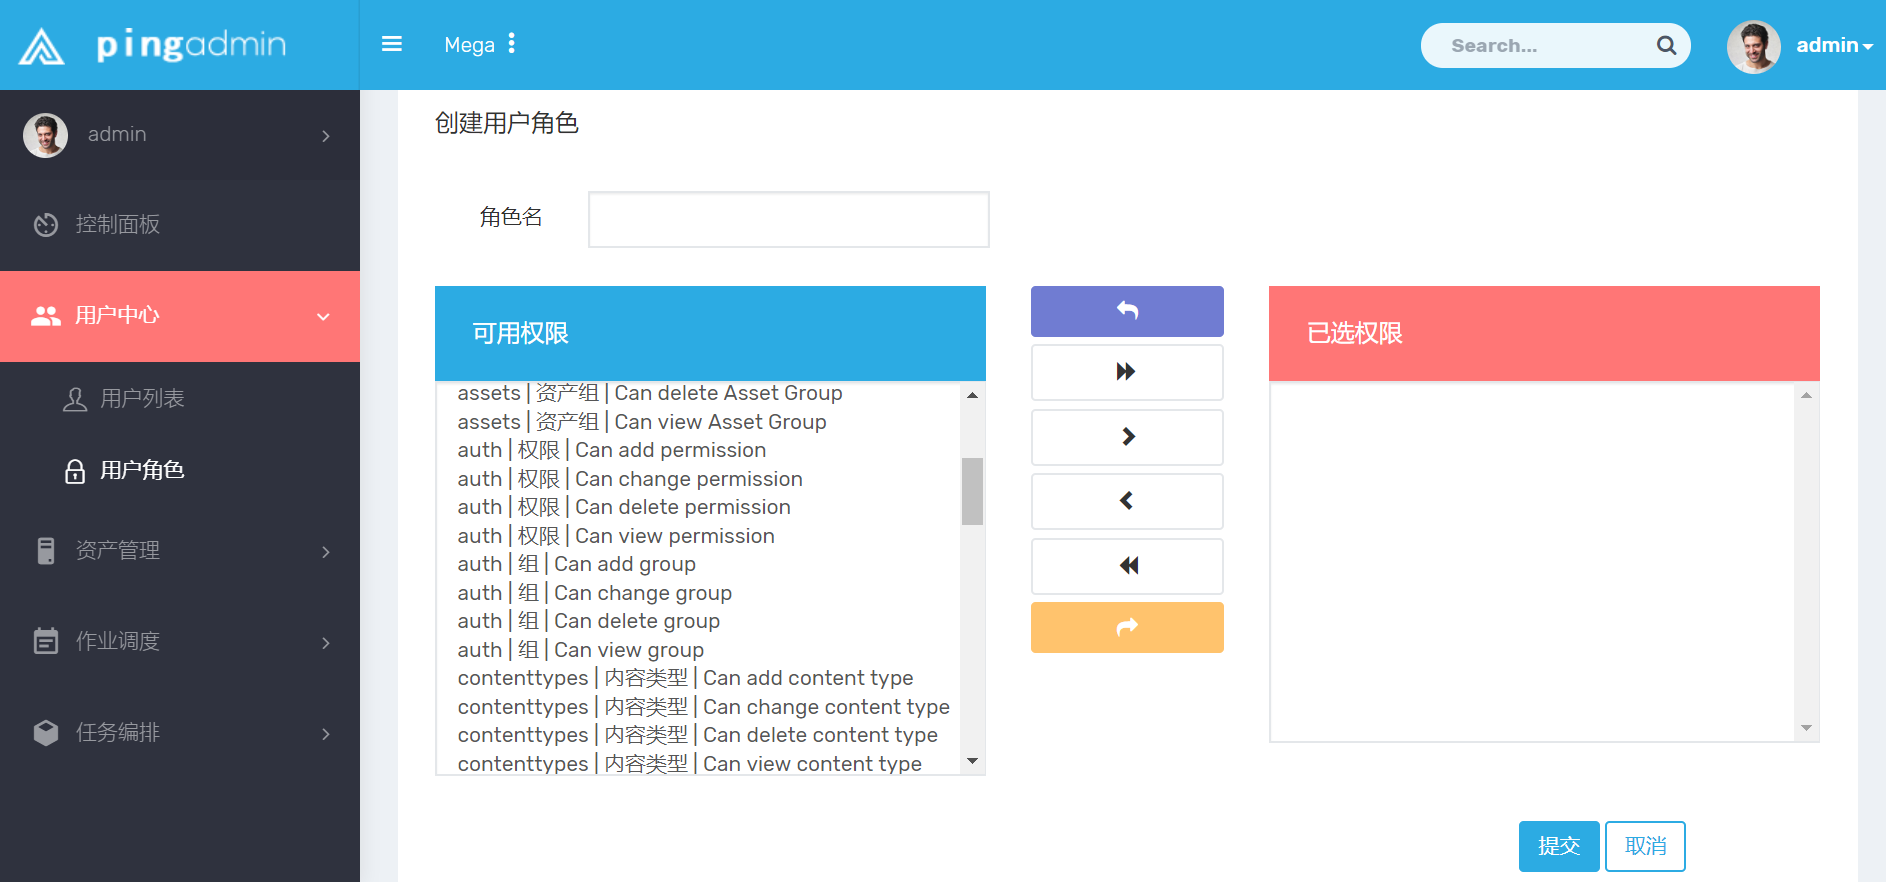 pingadmin
Mega
Search...
admin
admin
控制面板
用户中心
用户列表
用户角色
资产管理
作业调度
任务编排
创建用户角色
角色名
可用权限
assets | 资产组 | Can delete Asset Group
assets | 资产组 | Can view Asset Group
auth | 权限 | Can add permission
auth | 权限 | Can change permission
auth | 权限 | Can delete permission
auth | 权限 | Can view permission
auth | 组 | Can add group
auth | 组 | Can change group
auth | 组 | Can delete group
auth | 组 | Can view group
contenttypes | 内容类型 | Can add content type
contenttypes | 内容类型 | Can change content type
contenttypes | 内容类型 | Can delete content type
contenttypes | 内容类型 | Can view content type
已选权限
提交
取消